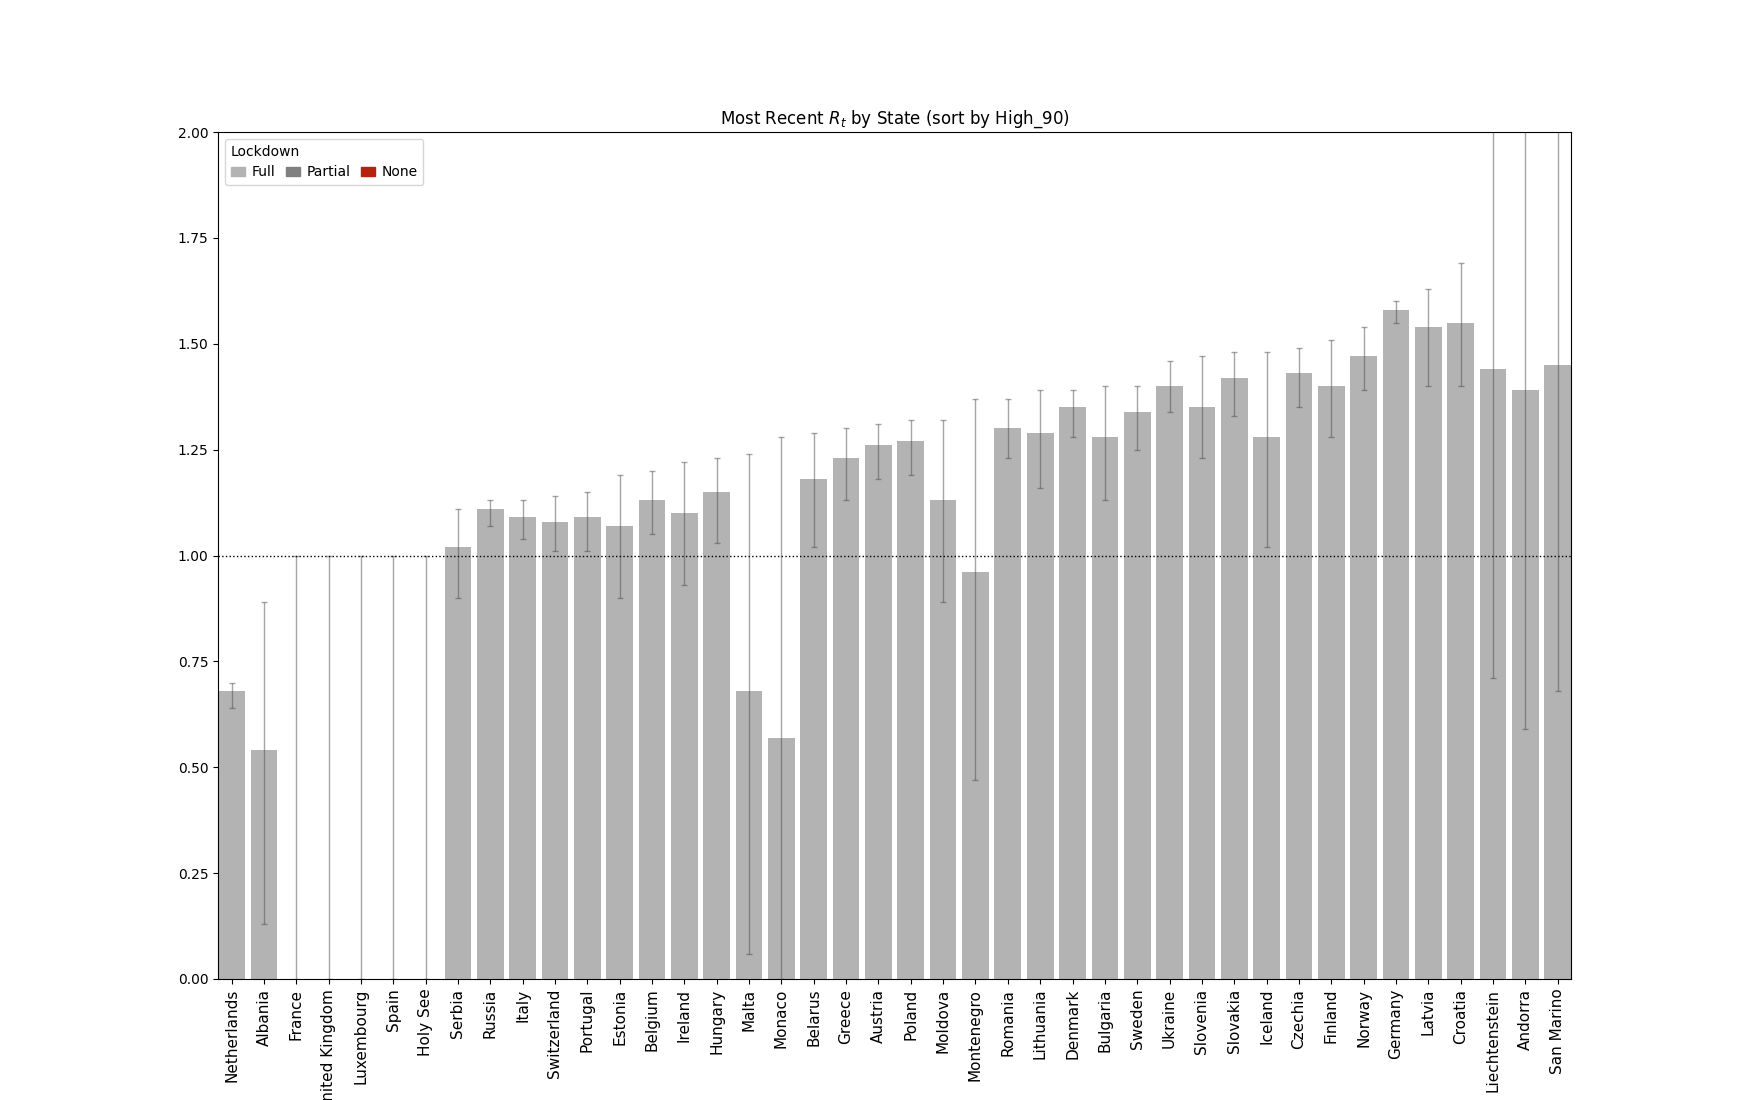 Most Recent R_t by State (sort by High_90)
Lockdown
Full Partial None
2.00
1.75
1.50
1.25
1.00
0.75
0.50
0.25
0.00
Netherlands
Albania
France
nited Kingdom
Luxembourg
Spain
Holy See
Serbia
Russia
Italy
Switzerland
Portugal
Estonia
Belgium
Ireland
Hungary
Malta
Monaco
Belarus
Greece
Austria
Poland
Moldova
Montenegro
Romania
Lithuania
Denmark
Bulgaria
Sweden
Ukraine
Slovenia
Slovakia
Iceland
Czechia
Finland
Norway
Germany
Latvia
Croatia
Liechtenstein
Andorra
San Marino